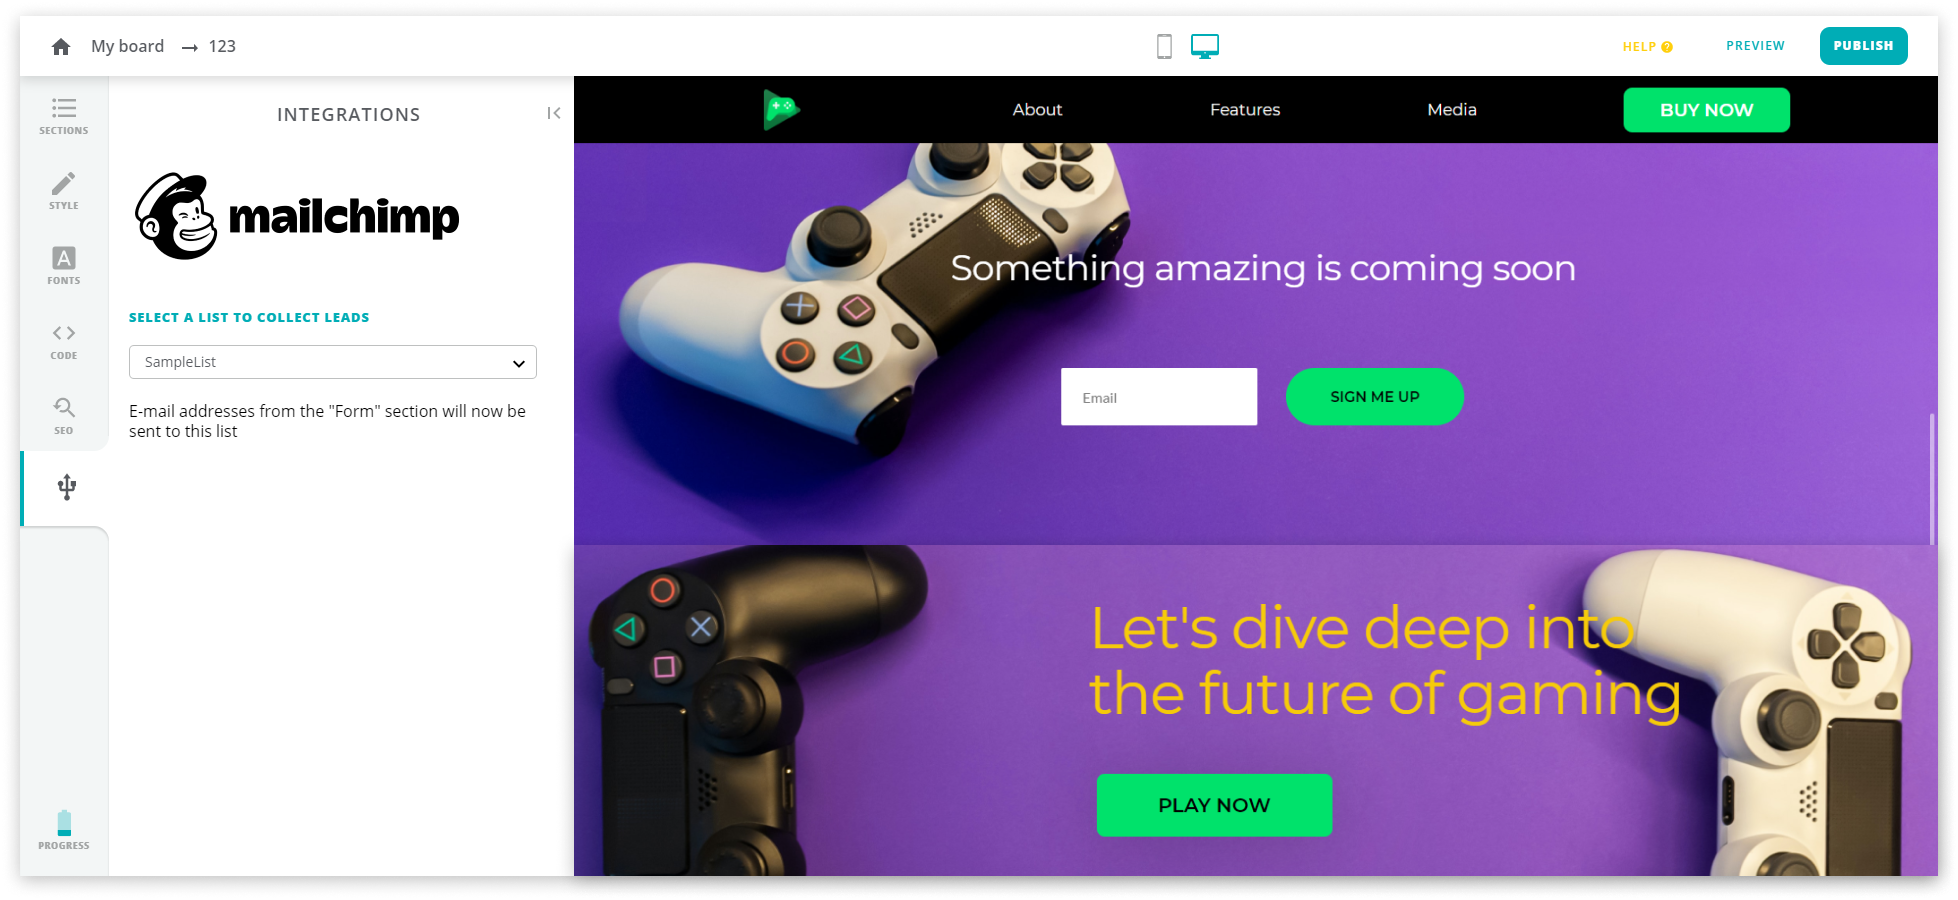 My board → 123
HELP
PREVIEW
PUBLISH
SECTIONS
STYLE
FONTS
CODE
SEO
PROGRESS
INTEGRATIONS
mailchimp
SELECT A LIST TO COLLECT LEADS
SampleList
E-mail addresses from the "Form" section will now be
sent to this list
About
Features
Media
BUY NOW
Something amazing is coming soon
Email
SIGN ME UP
Let's dive deep into
the future of gaming
PLAY NOW